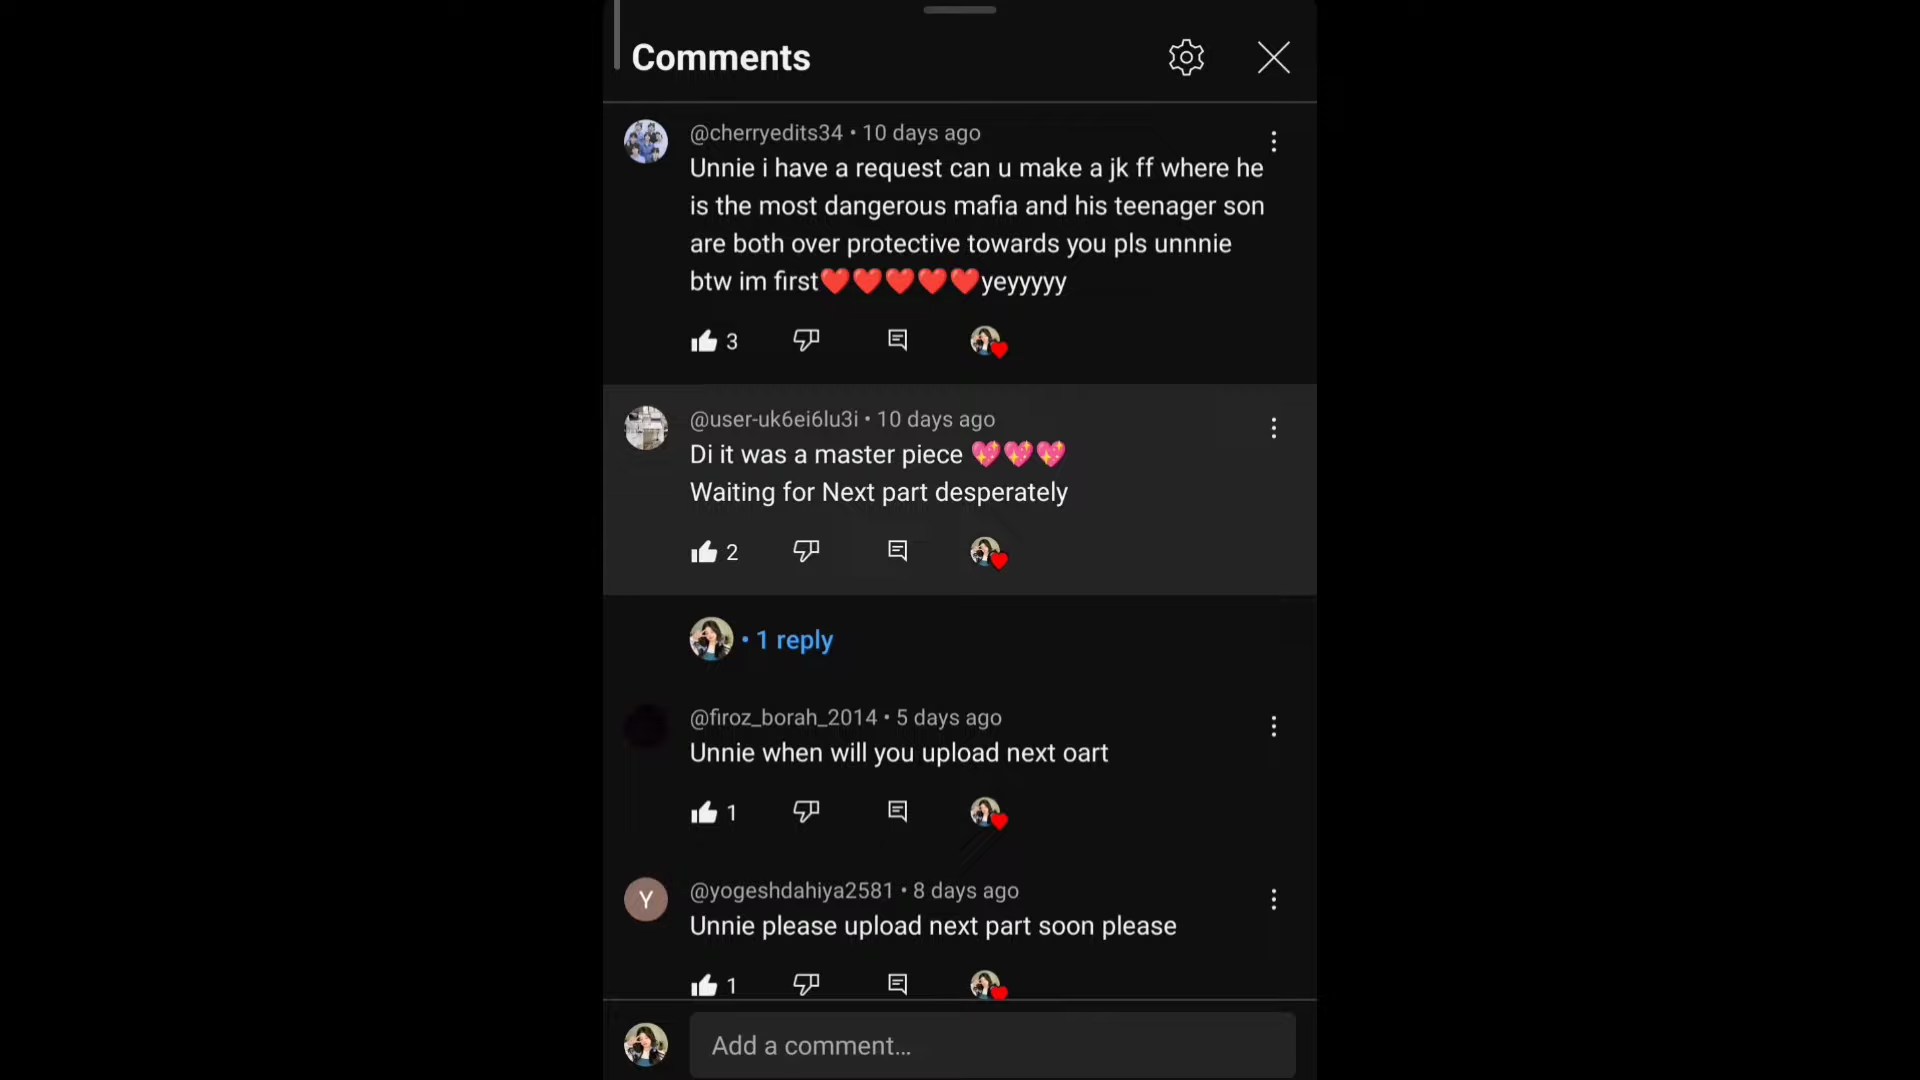 Comments
@cherryedits34 • 10 days ago
Unnie i have a request can u make a jk ff where he
is the most dangerous mafia and his teenager son
are both over protective towards you pls unnnie
btw im first❤️❤️❤️❤️❤️yeyyyyy
3
@user-uk6ei6lu3i • 10 days ago
Di it was a master piece 💖💖💖
Waiting for Next part desperately
2
• 1 reply
@firoz_borah_2014 • 5 days ago
Unnie when will you upload next oart
1
Y
@yogeshdahiya2581 • 8 days ago
Unnie please upload next part soon please
1
Add a comment...